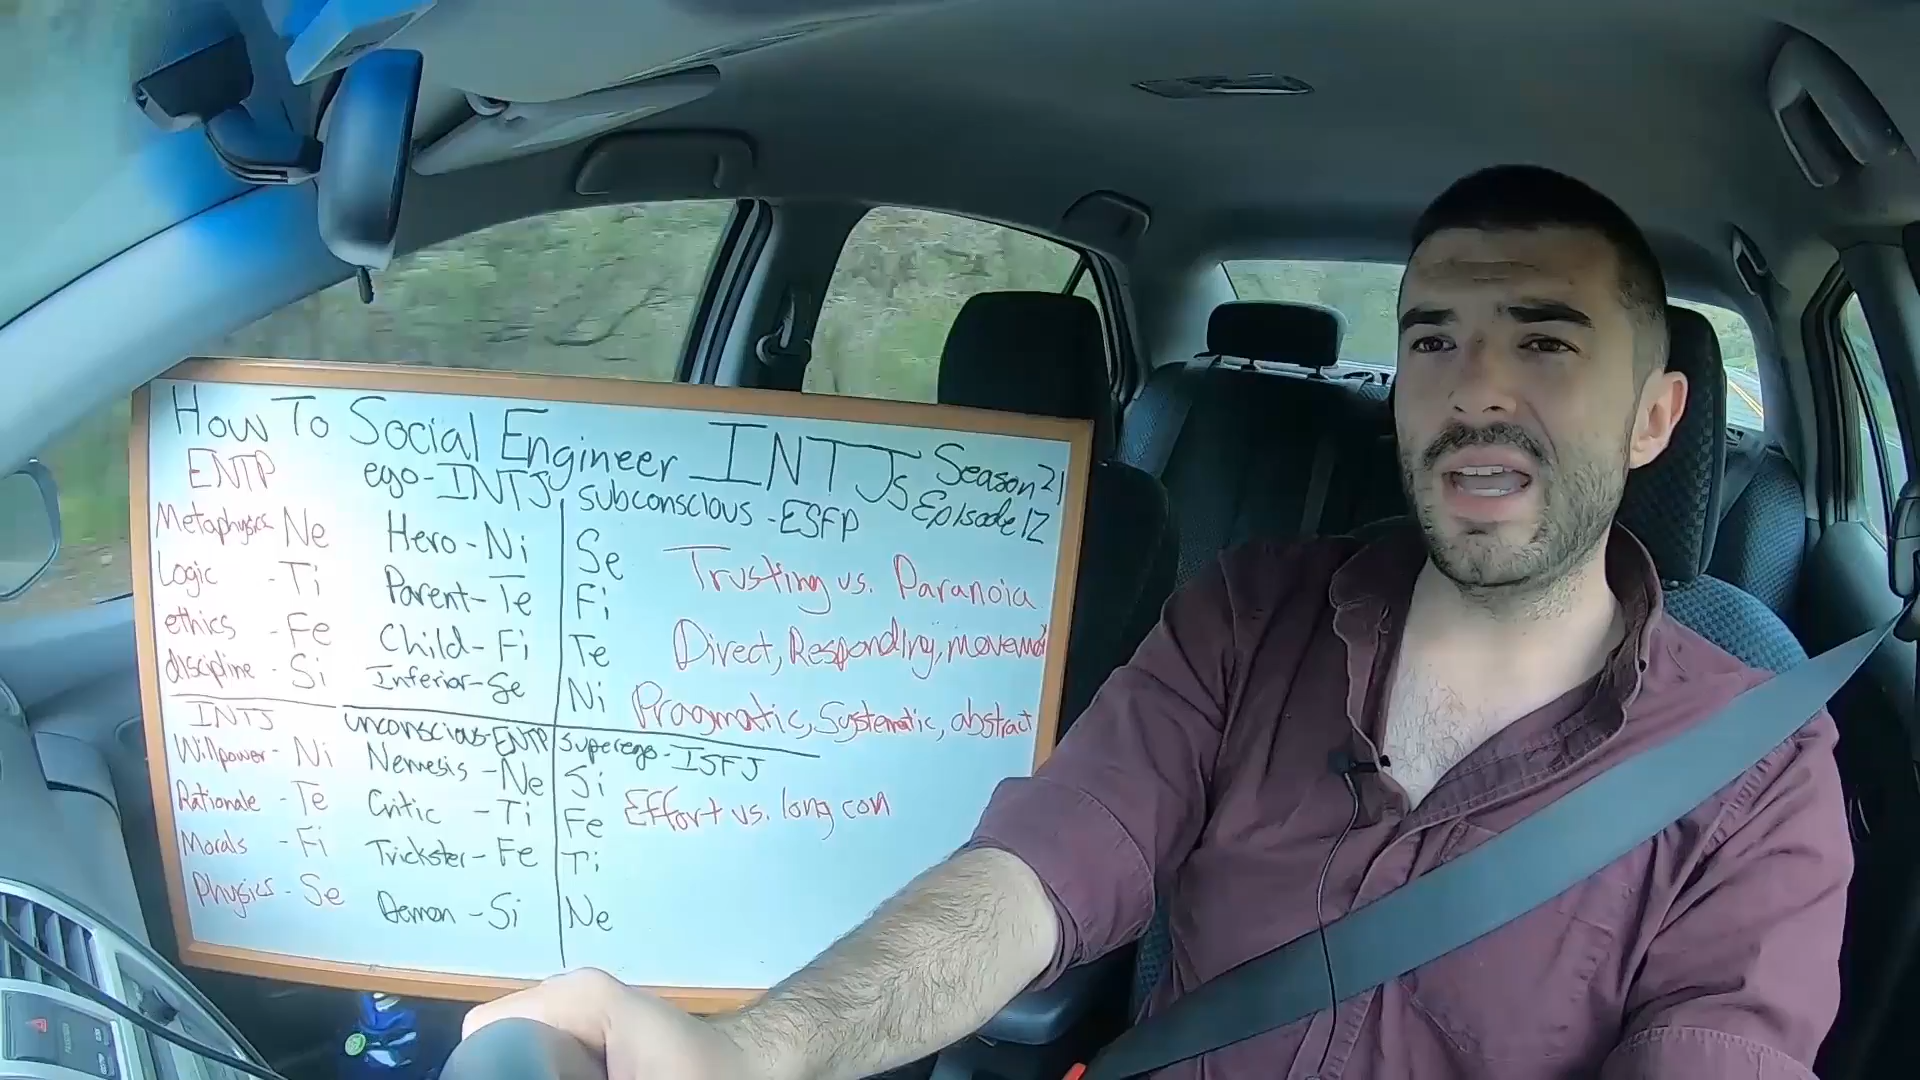 How To Social Engineer INTJs Season 21
Episode 12
ENTP ego-INTJ subconscious-ESFP
Metaphysics Ne Hero-Ni Se
Logic -Ti Parent-Te Fi
ethics -Fe Child-Fi Te
discipline-Si Inferior-Se Ni
Trusting vs. Paranoia
Direct, Responding, movement
Pragmatic, Systematic, abstract
INTJ unconscious-ENTP superego-ISFJ
Willpower-Ni Nemesis-Ne Si
Rationale-Te Critic -Ti Fe
Morals -Fi Trickster-Fe Ti
Physics-Se Demon-Si Ne
Effort vs. long con